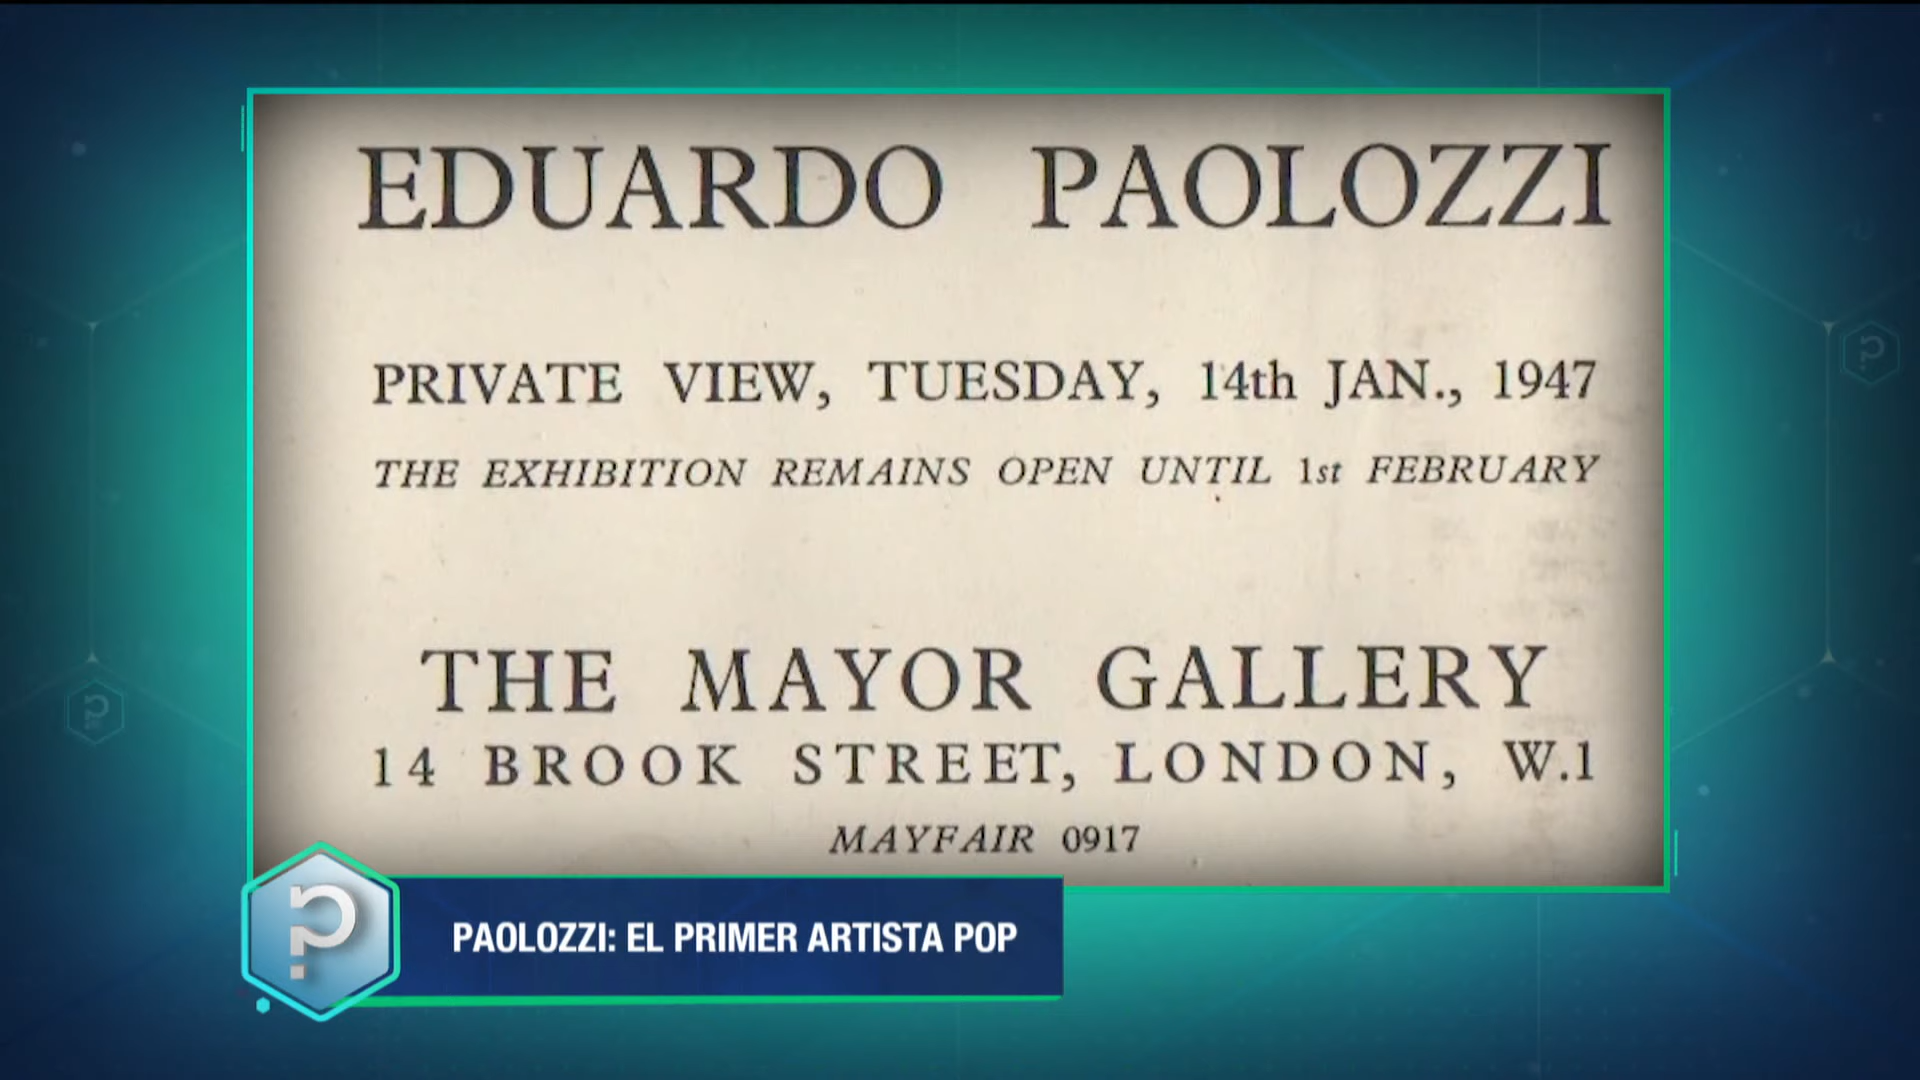 EDUARDO PAOLOZZI
PRIVATE VIEW, TUESDAY, 14th JAN., 1947
THE EXHIBITION REMAINS OPEN UNTIL 1st FEBRUARY
THE MAYOR GALLERY
14 BROOK STREET, LONDON, W.1
MAYFAIR 0917
PAOLOZZI: EL PRIMER ARTISTA POP